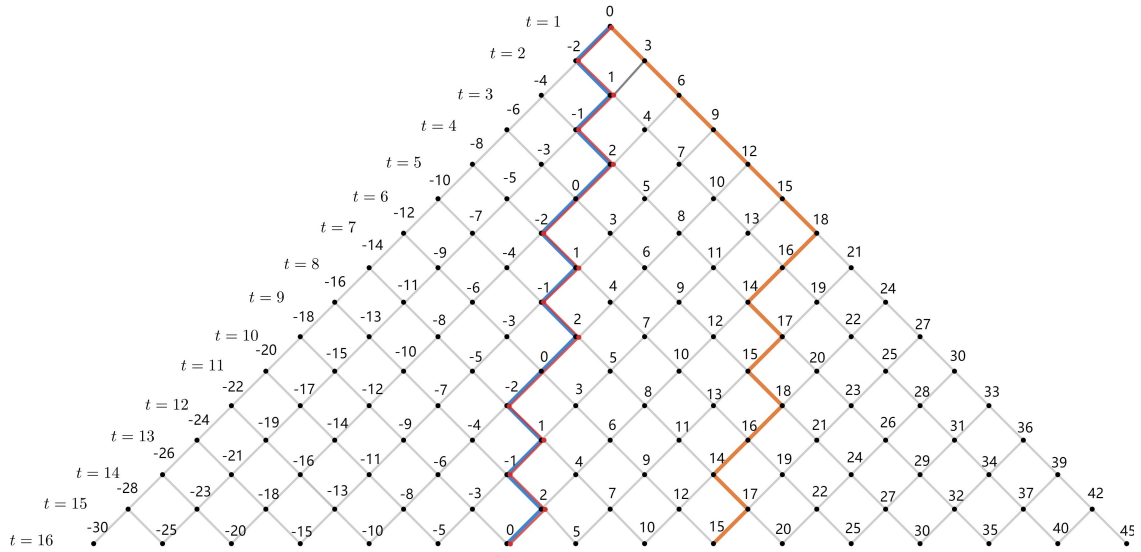 t = 1 0
t = 2 -2 3
t = 3 -4 1 6
t = 4 -6 -1 4 9
t = 5 -8 -3 2 7 12
t = 6 -10 -5 0 5 10 15
t = 7 -12 -7 -2 3 8 13 18
t = 8 -14 -9 -4 1 6 11 16 21
t = 9 -16 -11 -6 -1 4 9 14 19 24
t = 10 -18 -13 -8 -3 2 7 12 17 22 27
t = 11 -20 -15 -10 -5 0 5 10 15 20 25 30
t = 12 -22 -17 -12 -7 -2 3 8 13 18 23 28 33
t = 13 -24 -19 -14 -9 -4 1 6 11 16 21 26 31 36
t = 14 -26 -21 -16 -11 -6 -1 4 9 14 19 24 29 34 39
t = 15 -28 -23 -18 -13 -8 -3 2 7 12 17 22 27 32 37 42
t = 16 -30 -25 -20 -15 -10 -5 0 5 10 15 20 25 30 35 40 45